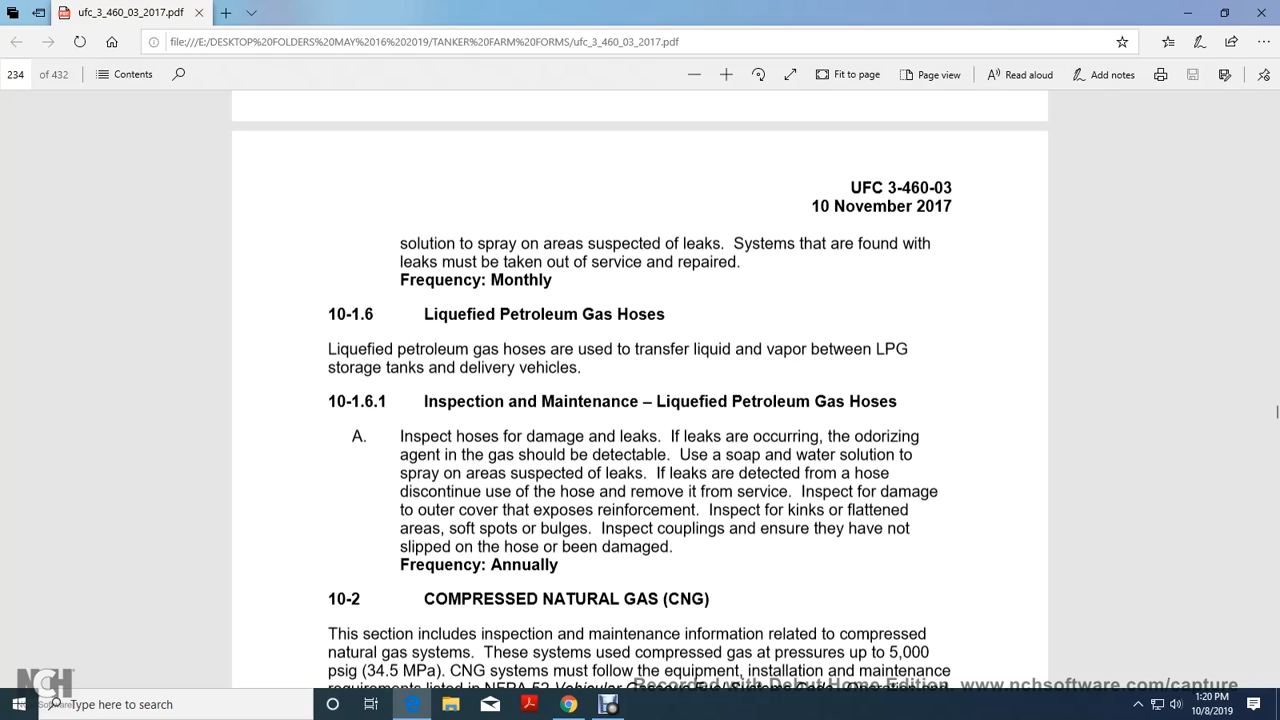 ufc_3_460_03_2017.pdf
file:///E:/DESKTOP%20FOLDERS%20MAY%2016%202019/TANKER%20FARM%20FORMS/ufc_3_460_03_2017.pdf
234 of 432 Contents Fit to page Page view Read aloud Add notes
UFC 3-460-03
10 November 2017
solution to spray on areas suspected of leaks. Systems that are found with
leaks must be taken out of service and repaired.
Frequency: Monthly
10-1.6 Liquefied Petroleum Gas Hoses
Liquefied petroleum gas hoses are used to transfer liquid and vapor between LPG
storage tanks and delivery vehicles.
10-1.6.1 Inspection and Maintenance – Liquefied Petroleum Gas Hoses
A. Inspect hoses for damage and leaks. If leaks are occurring, the odorizing
agent in the gas should be detectable. Use a soap and water solution to
spray on areas suspected of leaks. If leaks are detected from a hose
discontinue use of the hose and remove it from service. Inspect for damage
to outer cover that exposes reinforcement. Inspect for kinks or flattened
areas, soft spots or bulges. Inspect couplings and ensure they have not
slipped on the hose or been damaged.
Frequency: Annually
10-2 COMPRESSED NATURAL GAS (CNG)
This section includes inspection and maintenance information related to compressed
natural gas systems. These systems used compressed gas at pressures up to 5,000
psig (34.5 MPa). CNG systems must follow the equipment, installation and maintenance
Recorded with Debut Home Edition www.nchsoftware.com/capture
NCH
Software
Type here to search
1:20 PM
10/8/2019